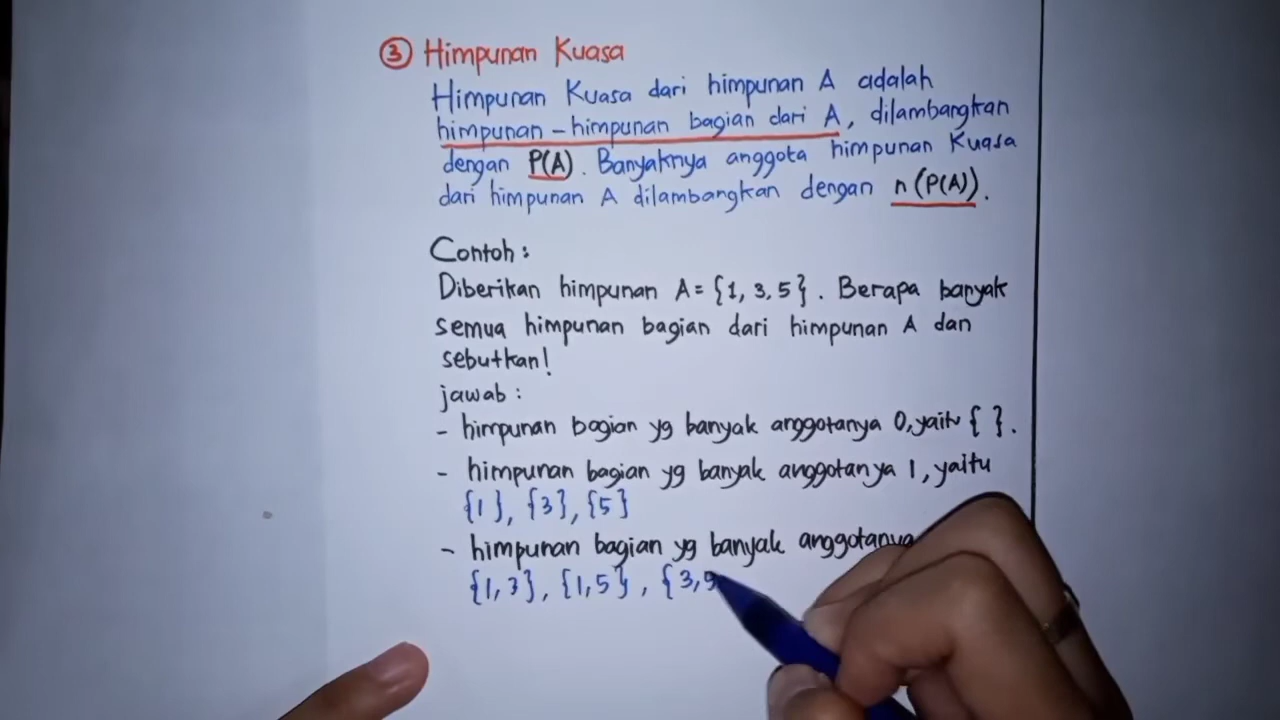 ③ Himpunan Kuasa
Himpunan Kuasa dari himpunan A adalah
himpunan-himpunan bagian dari A, dilambangkan
dengan P(A). Banyaknya anggota himpunan Kuasa
dari himpunan A dilambangkan dengan n(P(A)).
Contoh:
Diberikan himpunan A = {1, 3, 5}. Berapa banyak
semua himpunan bagian dari himpunan A dan
sebutkan!
jawab:
- himpunan bagian yg banyak anggotanya 0, yaitu { }.
- himpunan bagian yg banyak anggotanya 1, yaitu
{1}, {3}, {5}
- himpunan bagian yg banyak anggotanya
{1,3}, {1,5}, {3,5